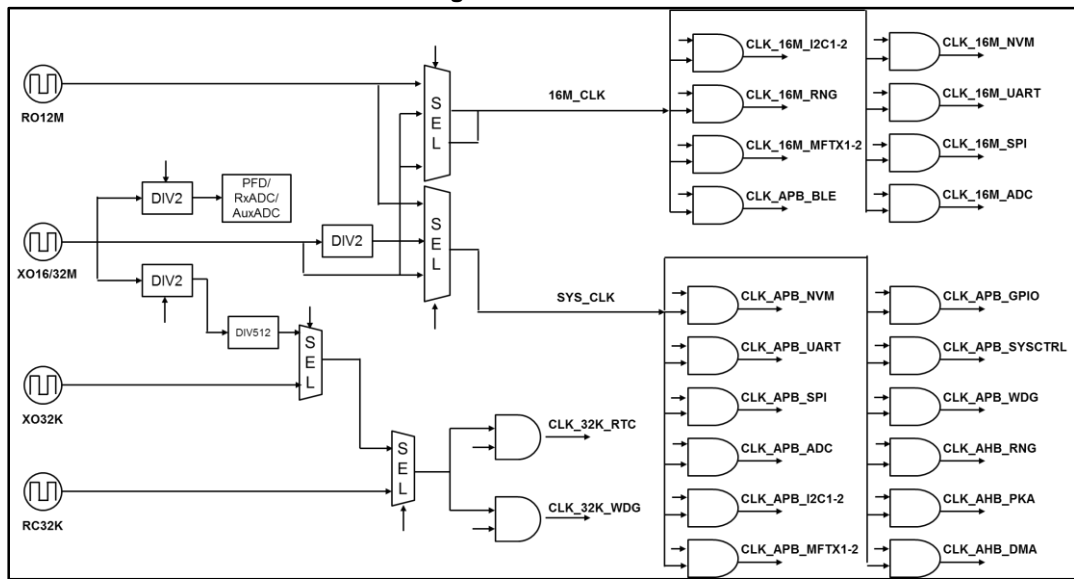 RO12M
XO16/32M
XO32K
RC32K
DIV2
PFD/
RxADC/
AuxADC
DIV2
DIV2
DIV512
S
E
L
S
E
L
S
E
L
S
E
L
16M_CLK
SYS_CLK
CLK_32K_RTC
CLK_32K_WDG
CLK_16M_I2C1-2
CLK_16M_RNG
CLK_16M_MFTX1-2
CLK_APB_BLE
CLK_16M_NVM
CLK_16M_UART
CLK_16M_SPI
CLK_16M_ADC
CLK_APB_NVM
CLK_APB_UART
CLK_APB_SPI
CLK_APB_ADC
CLK_APB_I2C1-2
CLK_APB_MFTX1-2
CLK_APB_GPIO
CLK_APB_SYSCTRL
CLK_APB_WDG
CLK_AHB_RNG
CLK_AHB_PKA
CLK_AHB_DMA